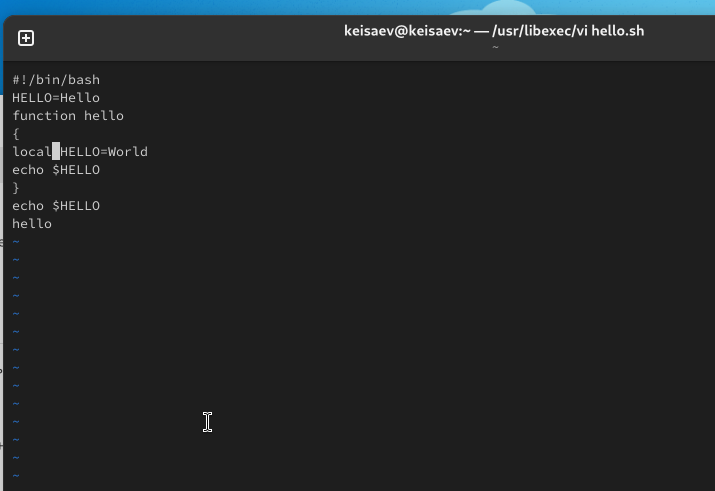 keisaev@keisaev:~ — /usr/libexec/vi hello.sh
~
#!/bin/bash
HELLO=Hello
function hello
{
local HELLO=World
echo $HELLO
}
echo $HELLO
hello
~
~
~
~
~
~
~
~
~
~
~
~
~
~